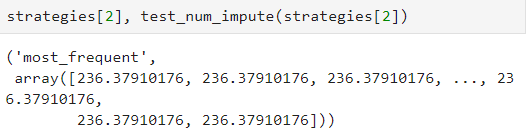 strategies[2], test_num_impute(strategies[2])
('most_frequent',
 array([236.37910176, 236.37910176, 236.37910176, ..., 23
6.37910176,
        236.37910176, 236.37910176]))